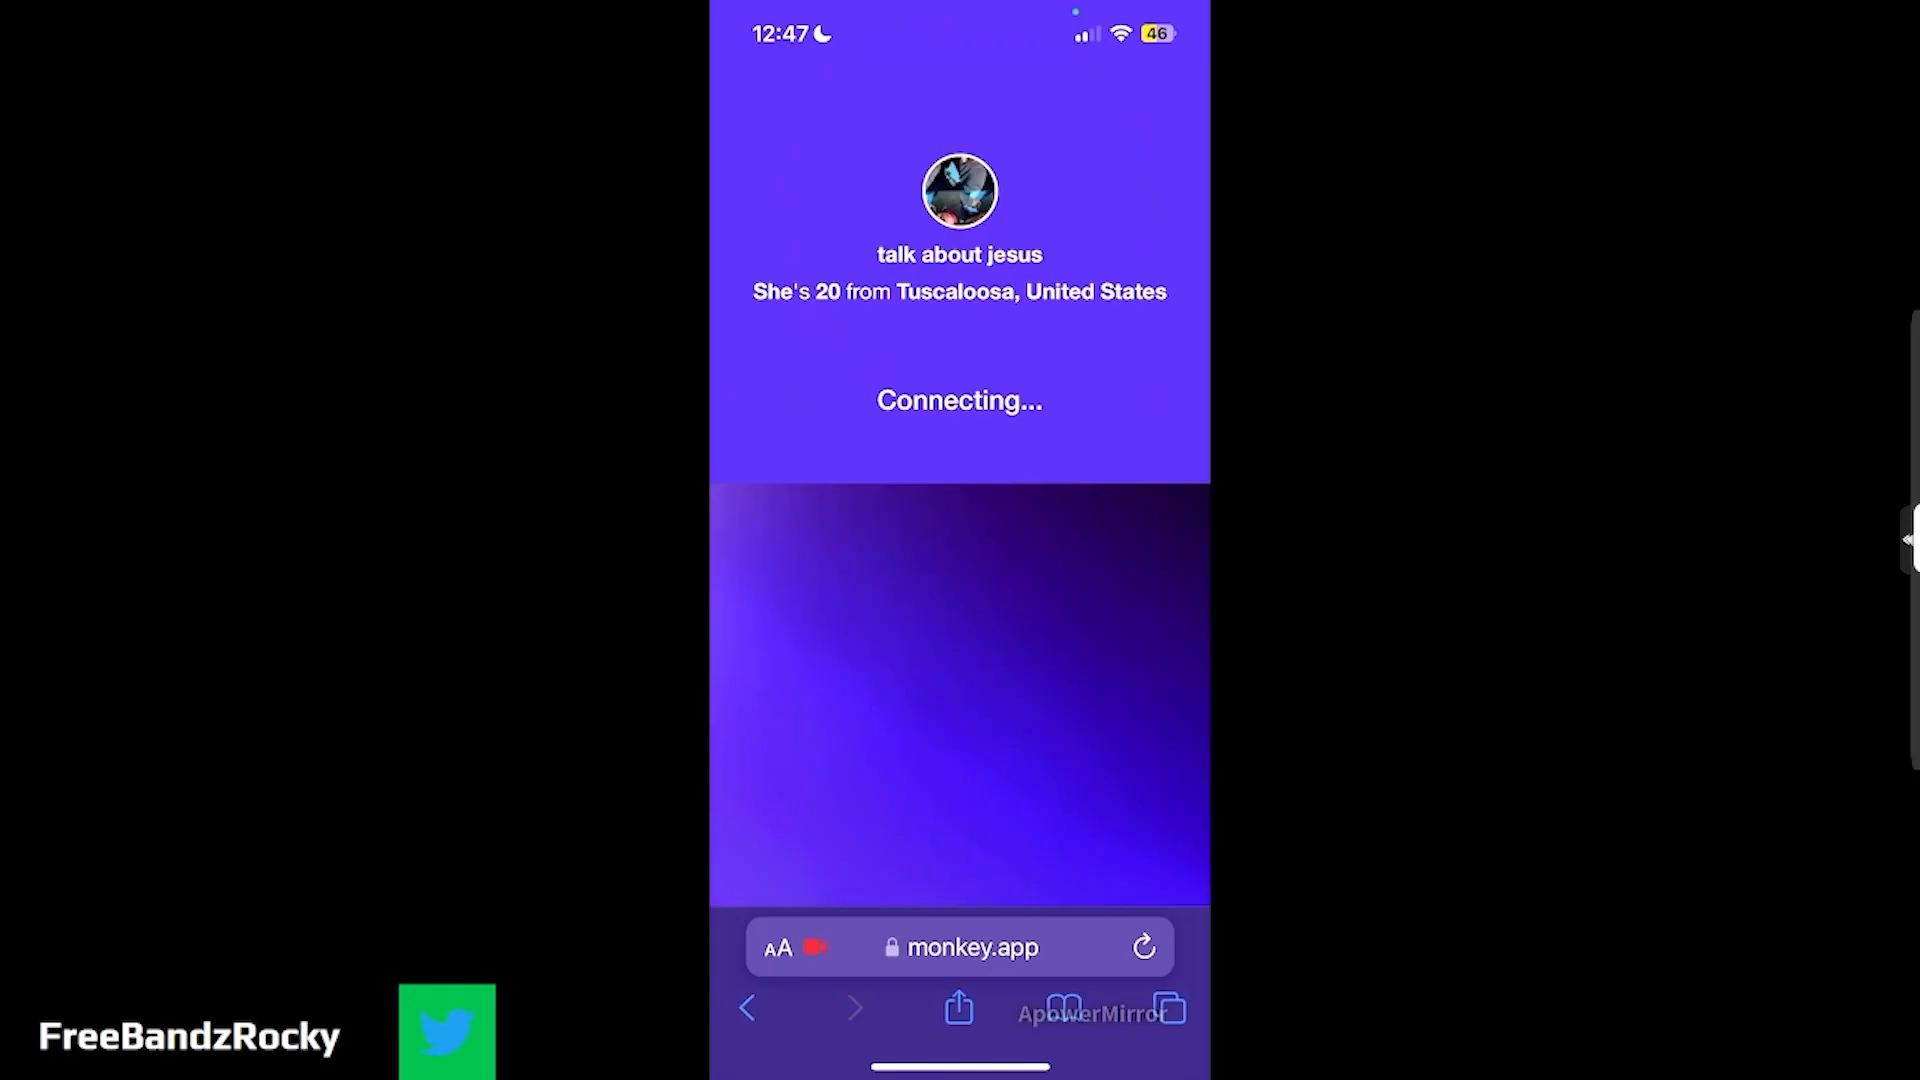 12:47
46
talk about jesus
She's 20 from Tuscaloosa, United States
Connecting...
AA
monkey.app
ApowerMirror
FreeBandzRocky